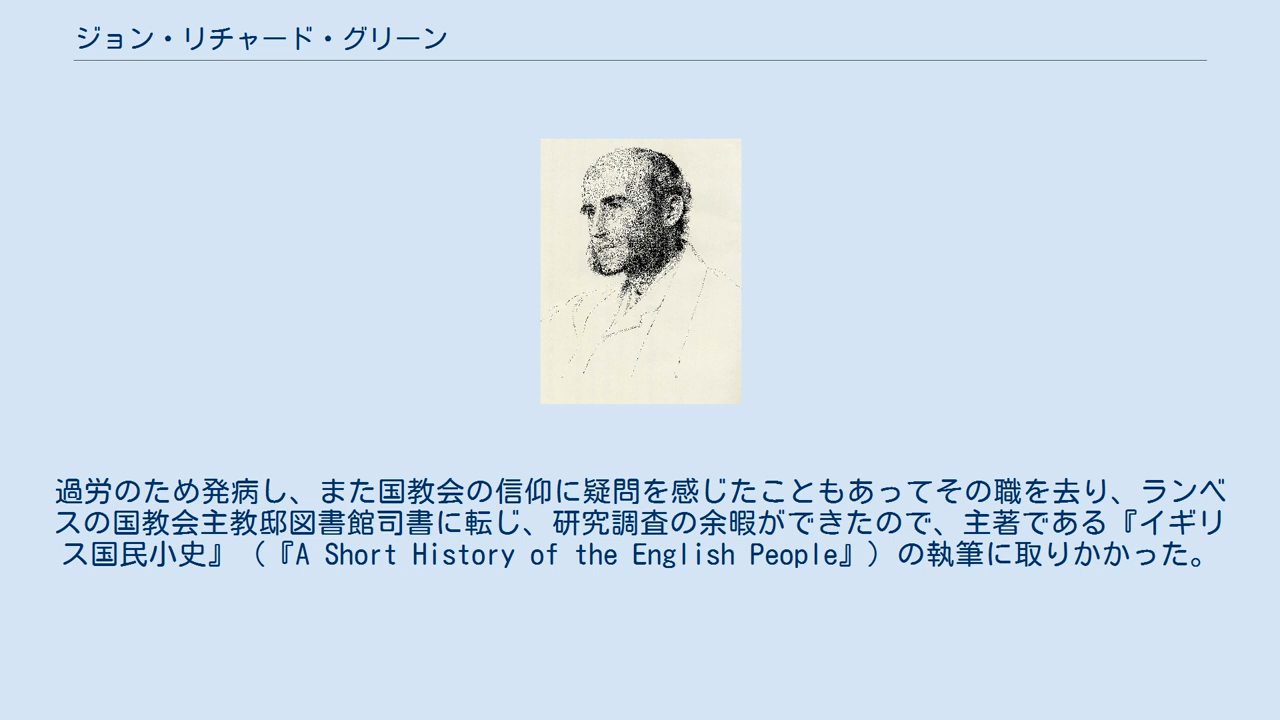 ジョン・リチャード・グリーン
過労のため発病し、また国教会の信仰に疑問を感じたこともあってその職を去り、ランベ
スの国教会主教邸図書館司書に転じ、研究調査の余暇ができたので、主著である『イギリ
ス国民小史』（『A Short History of the English People』）の執筆に取りかかった。